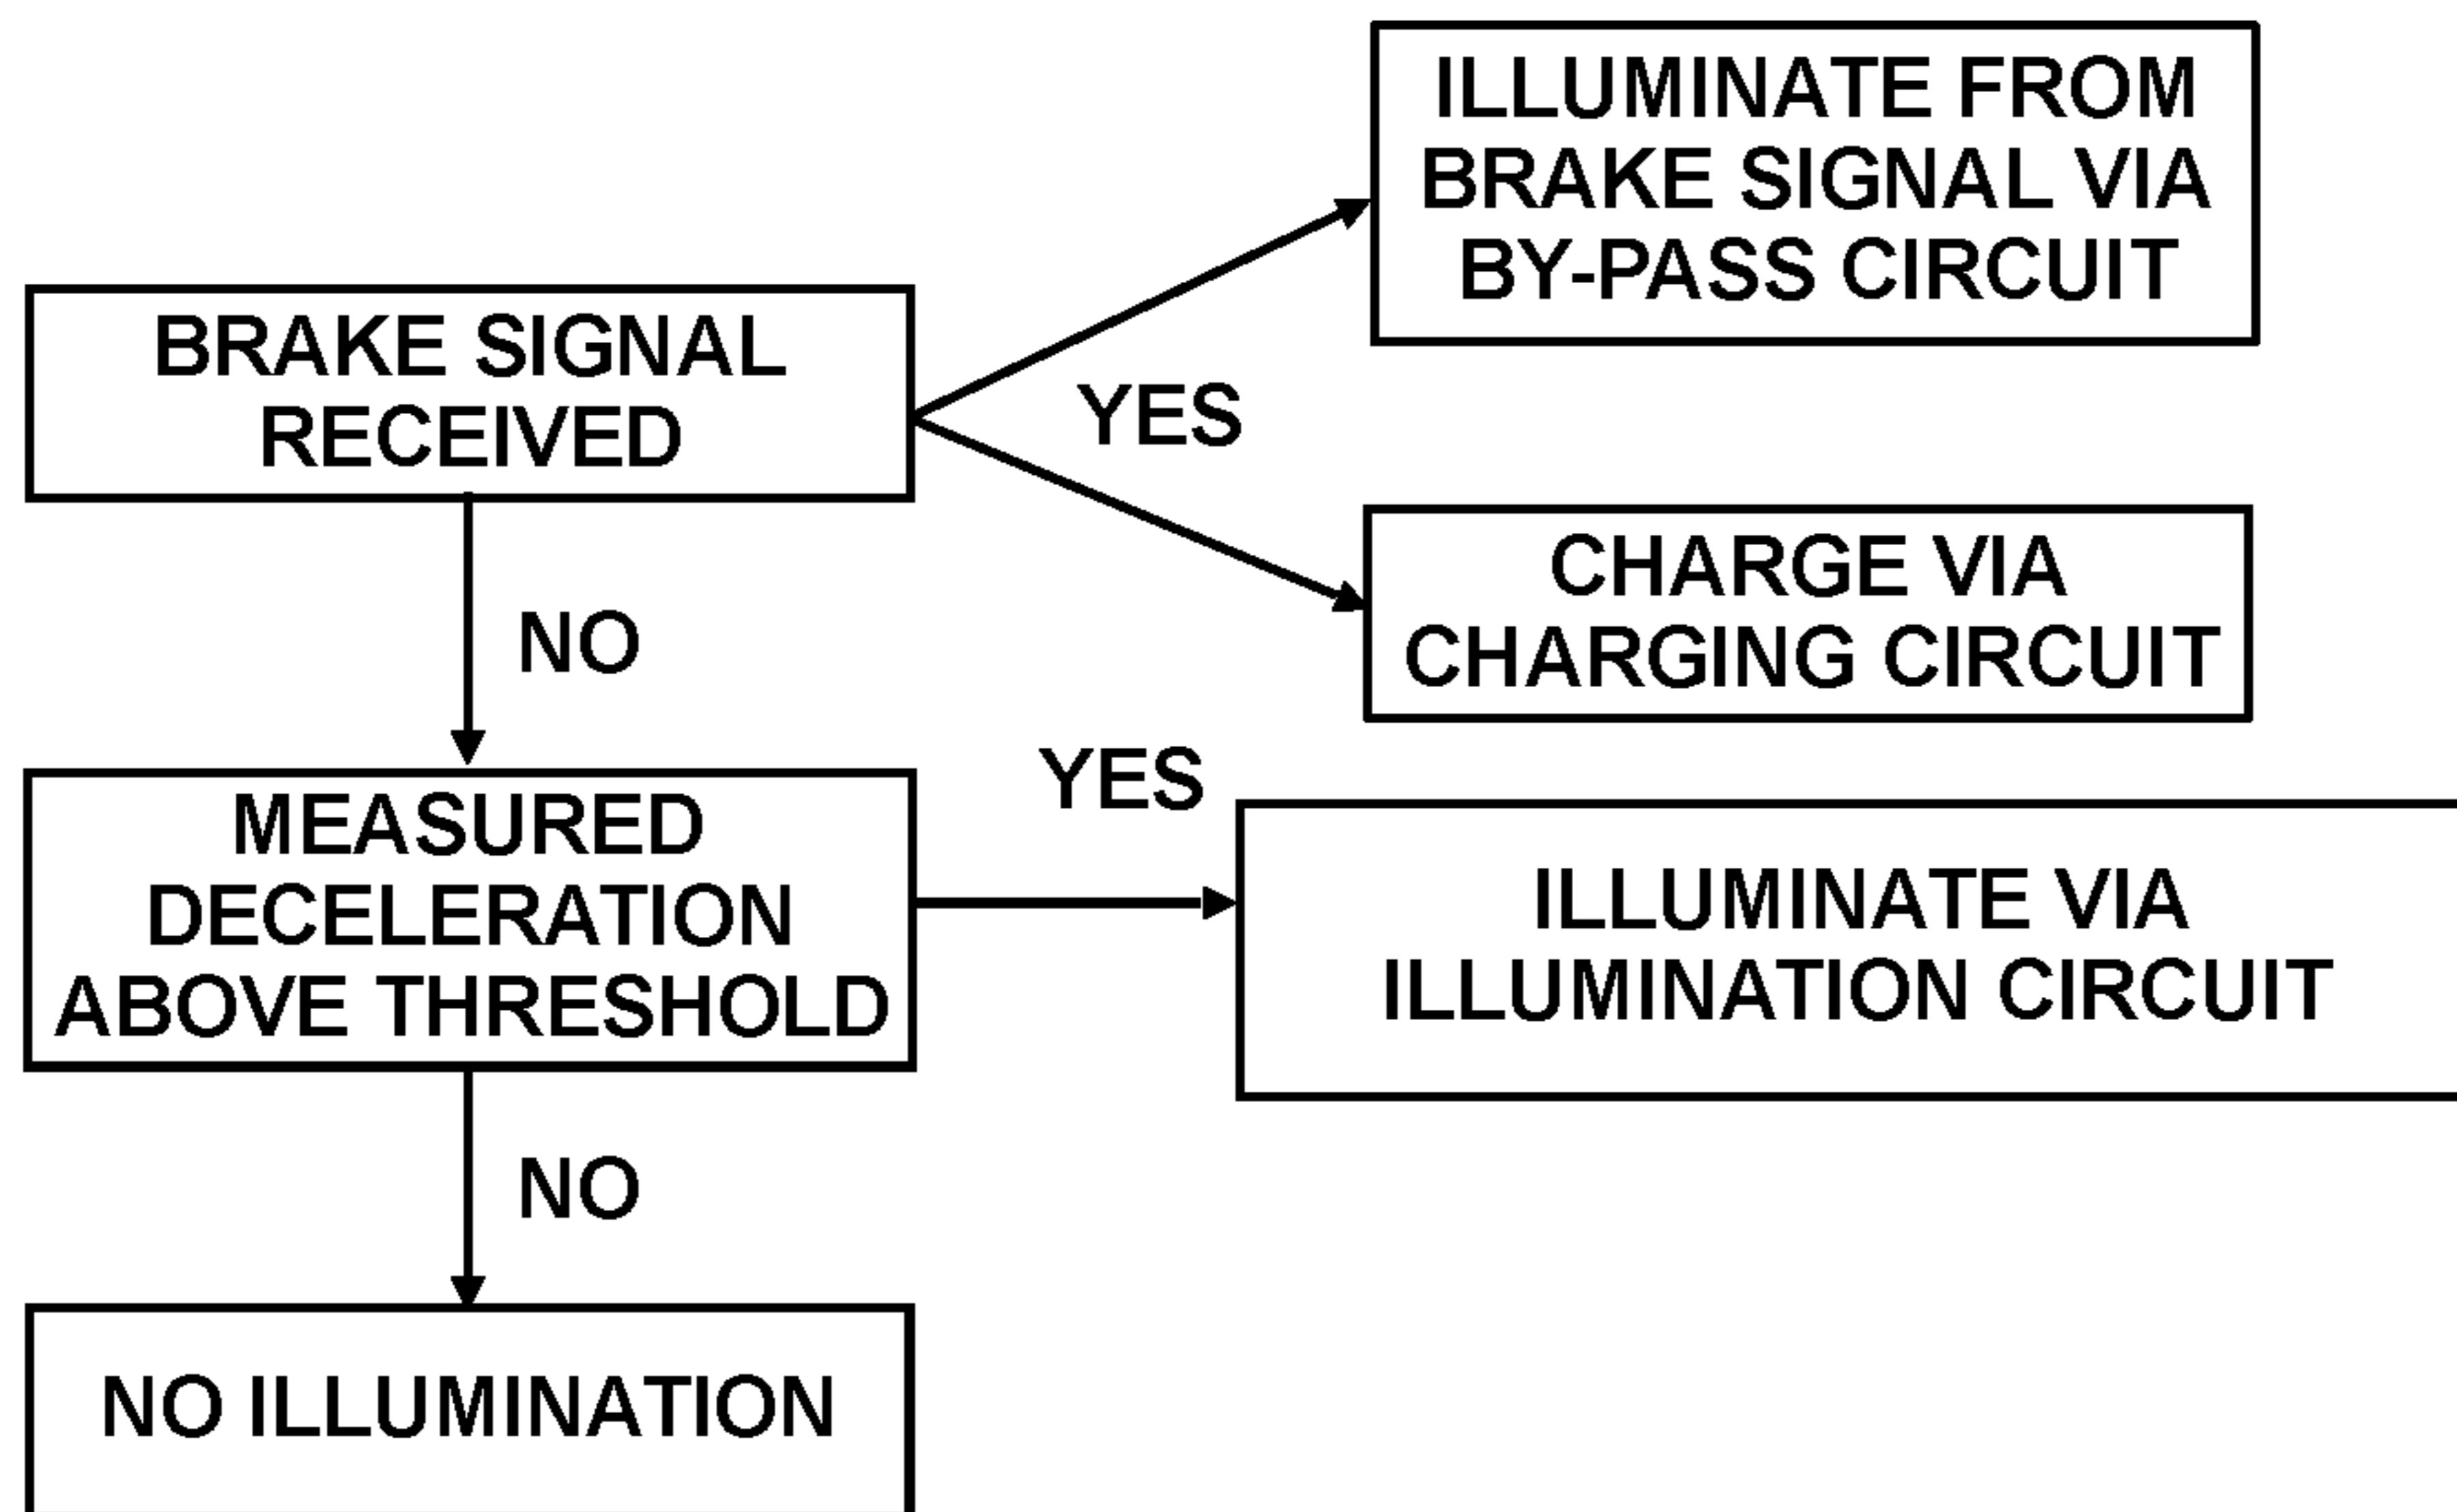 ILLUMINATE FROM
BRAKE SIGNAL VIA
BY-PASS CIRCUIT
BRAKE SIGNAL
RECEIVED
YES
CHARGE VIA
CHARGING CIRCUIT
NO
MEASURED
DECELERATION
ABOVE THRESHOLD
YES
ILLUMINATE VIA
ILLUMINATION CIRCUIT
NO
NO ILLUMINATION